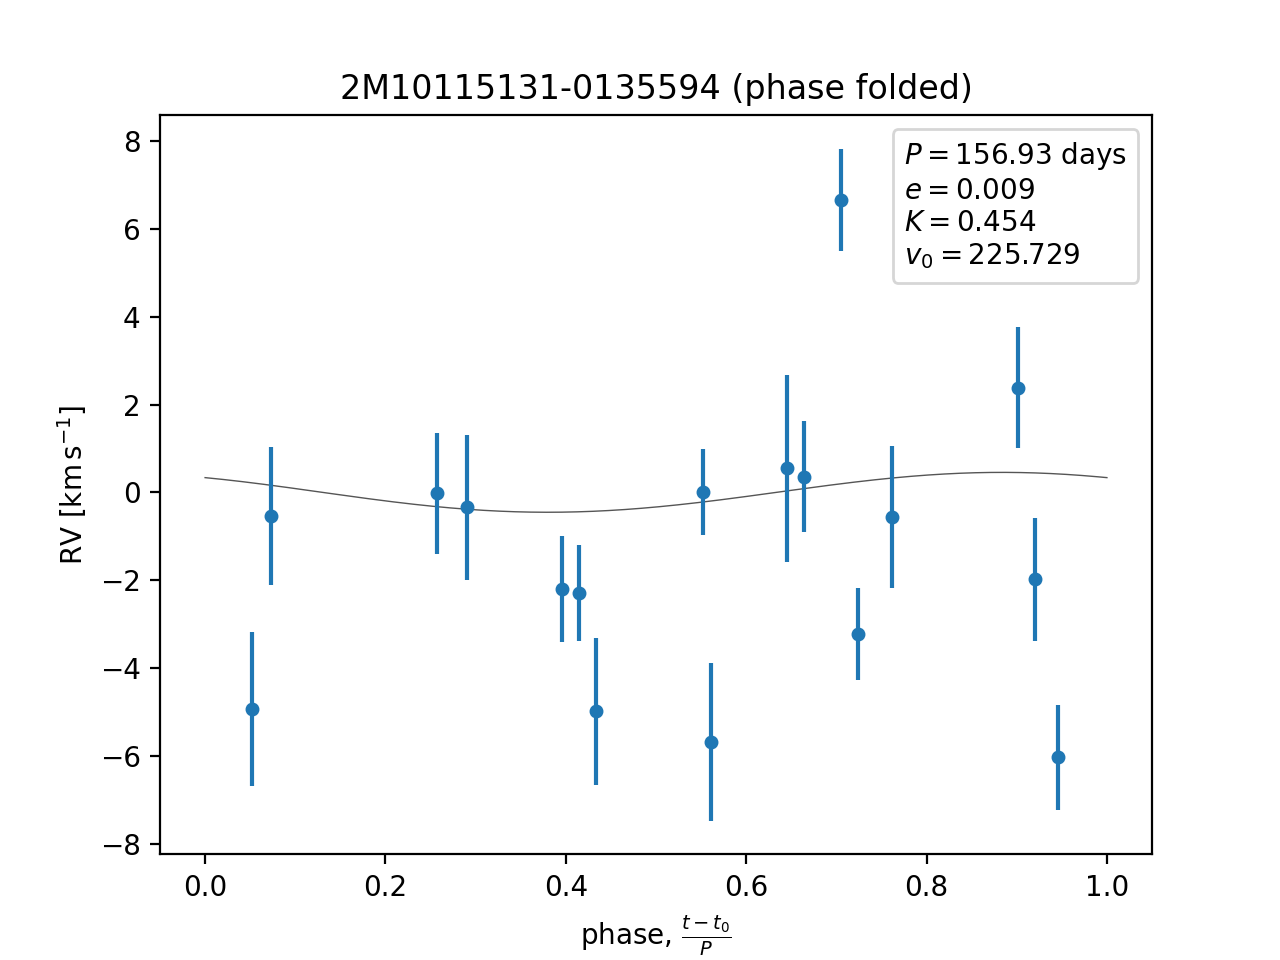 2M10115131-0135594 (phase folded)
P = 156.93 days
e = 0.009
K = 0.454
v₀ = 225.729
RV [km s⁻¹]
8
6
4
2
0
−2
−4
−6
−8
0.0 0.2 0.4 0.6 0.8 1.0
phase, (t − t₀)/P